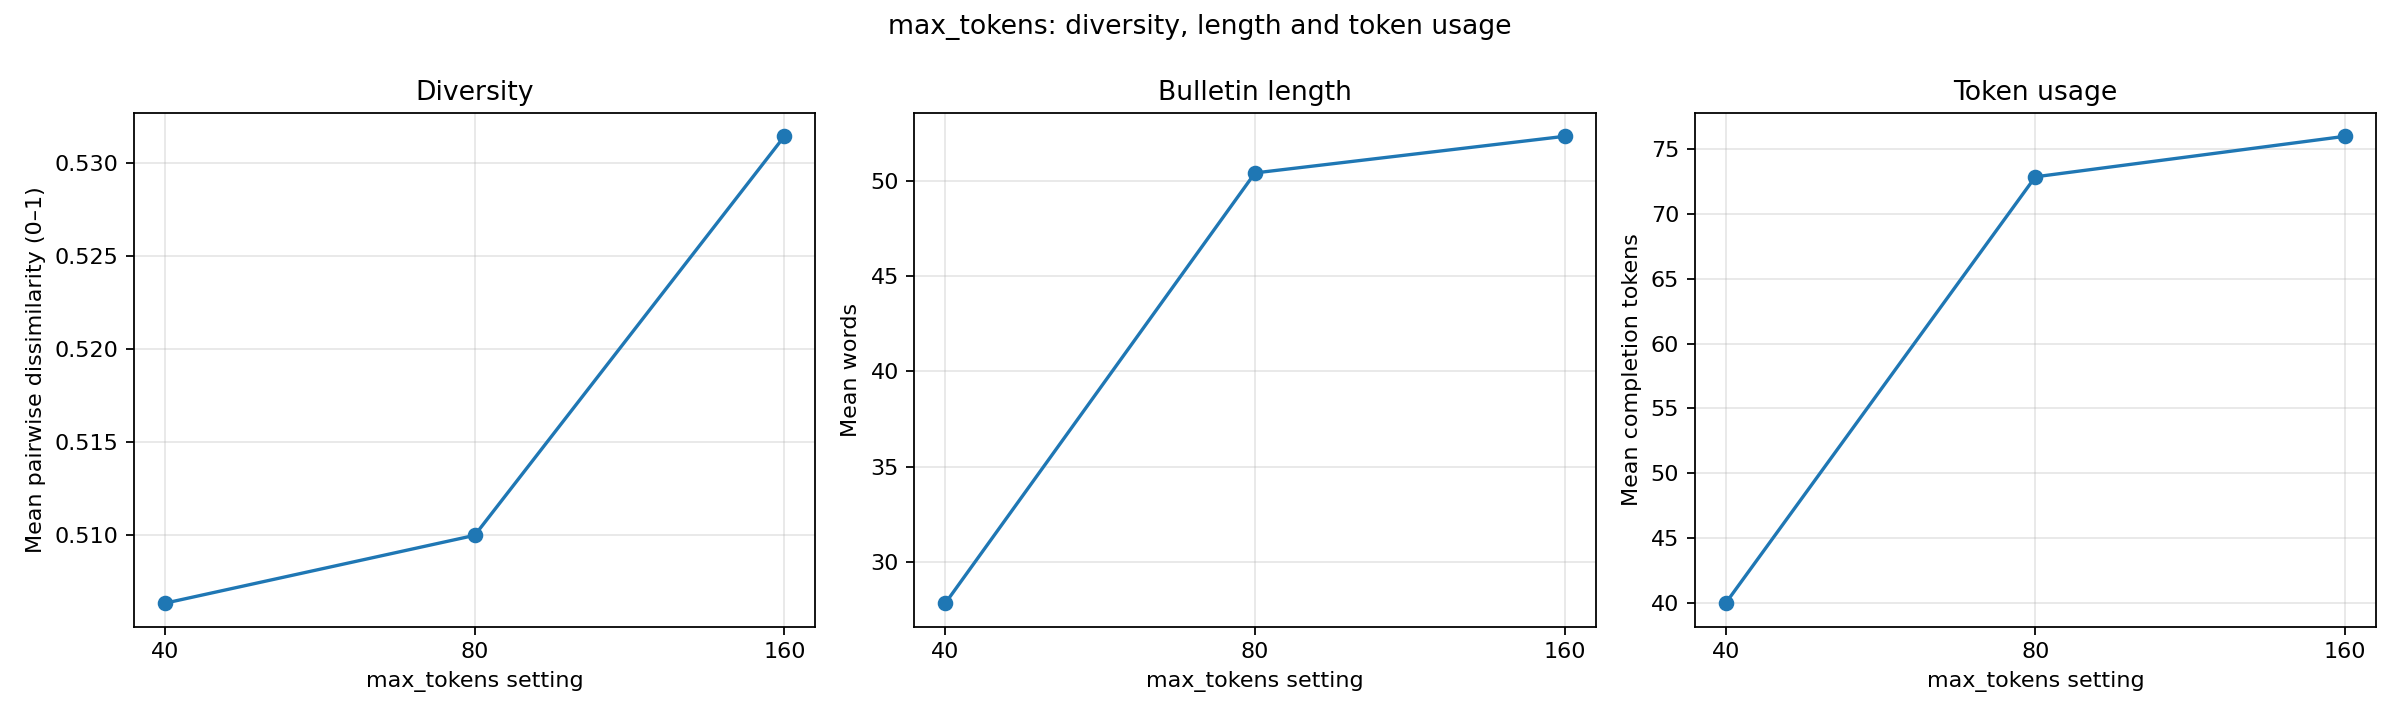 max_tokens: diversity, length and token usage
Diversity
Mean pairwise dissimilarity (0–1)
0.530
0.525
0.520
0.515
0.510
40 80 160
max_tokens setting
Bulletin length
Mean words
50
45
40
35
30
40 80 160
max_tokens setting
Token usage
Mean completion tokens
75
70
65
60
55
50
45
40
40 80 160
max_tokens setting